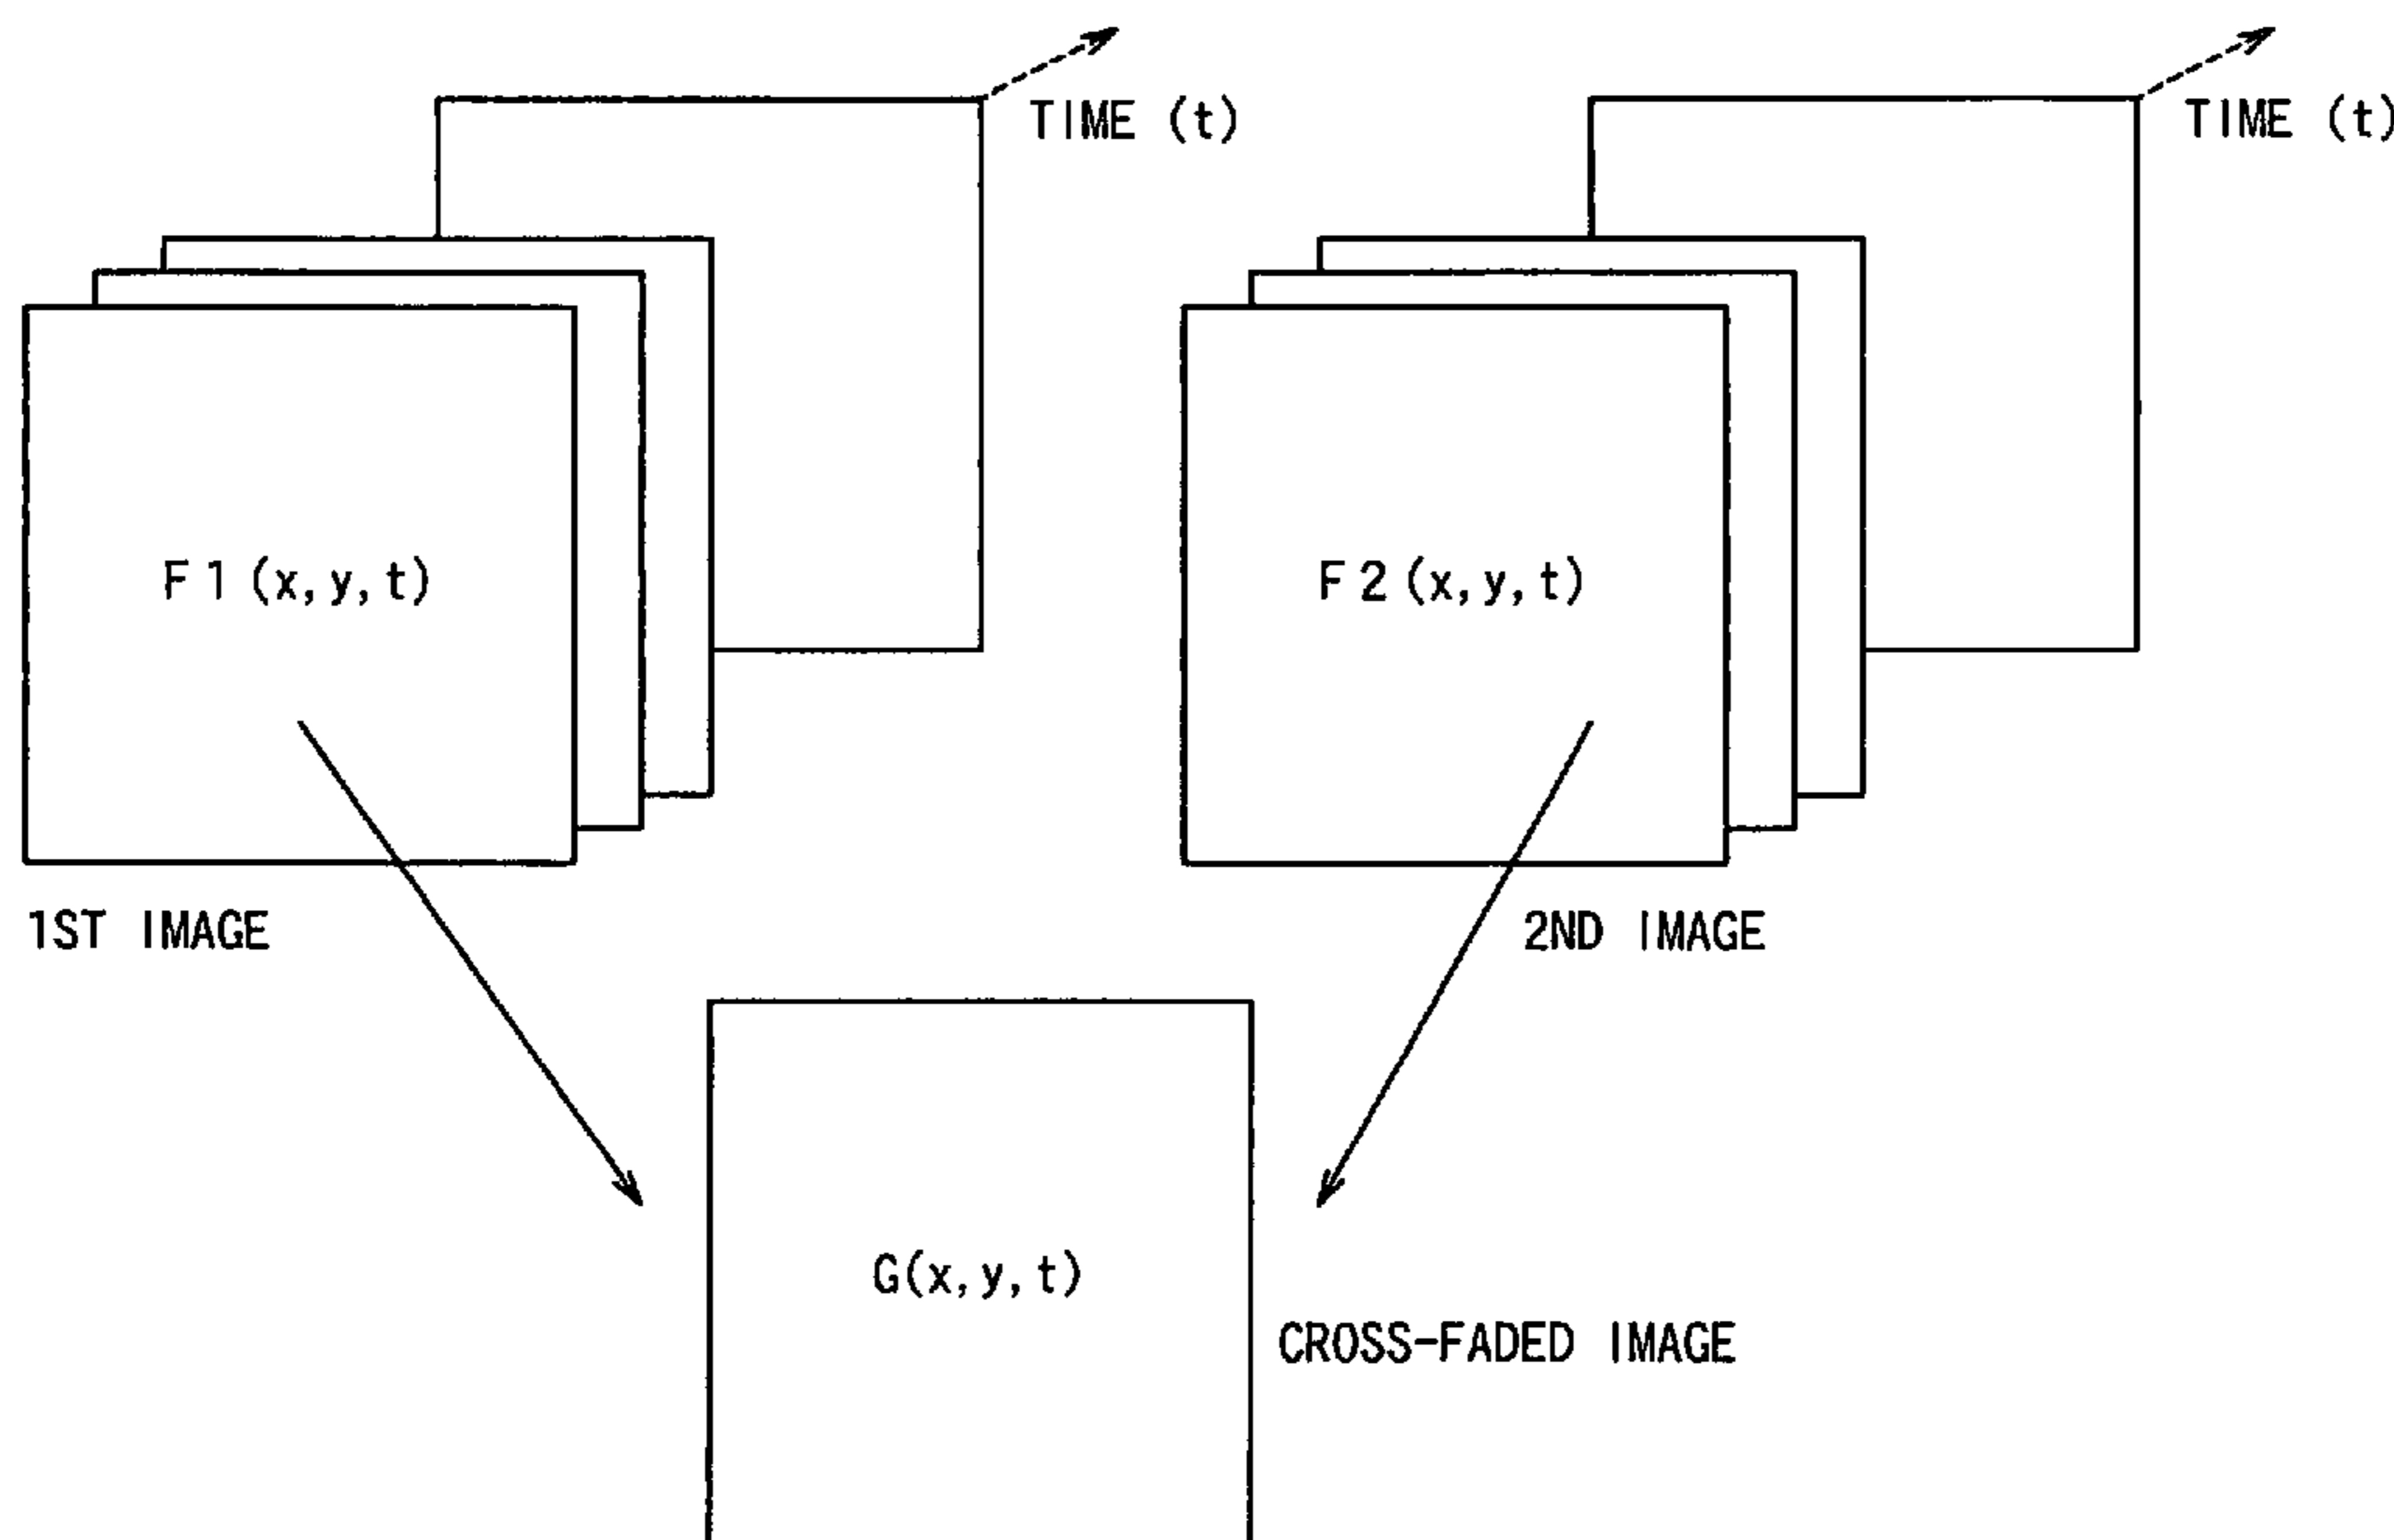 TIME (t)
TIME (t)
F1(x,y,t)
F2(x,y,t)
1ST IMAGE
2ND IMAGE
G(x,y,t)
CROSS-FADED IMAGE